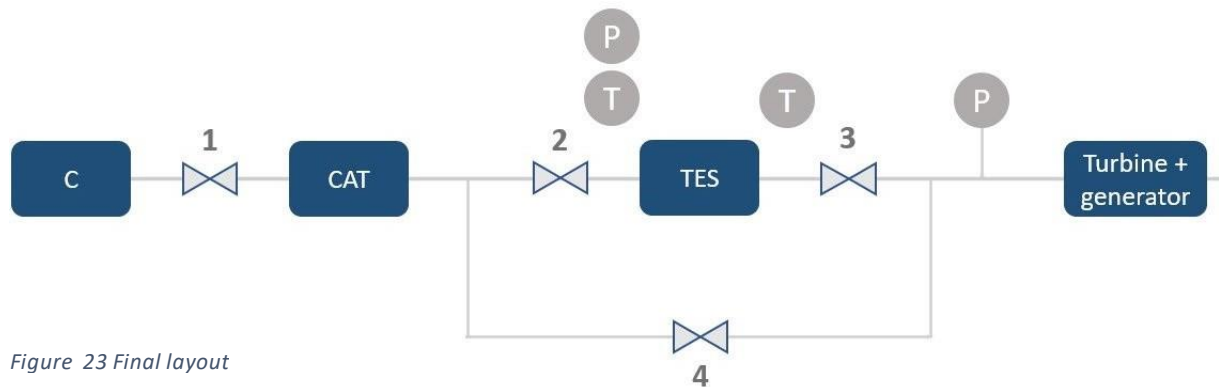 P
T
T
P
1
2
3
C
CAT
TES
Turbine +
generator
4
Figure 23 Final layout